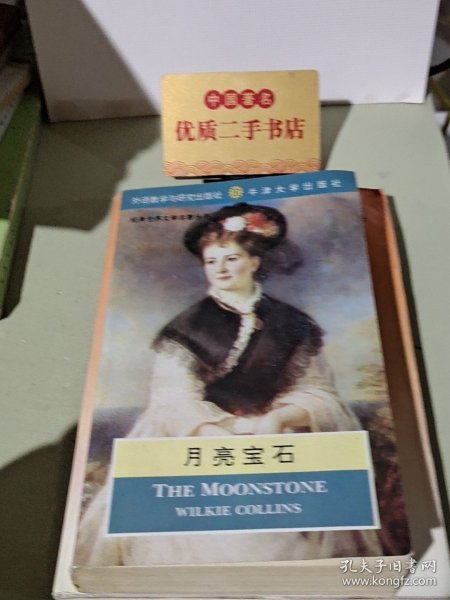 中国著名
优质二手书店
外语教学与研究出版社 牛津大学出版社
月亮宝石
THE MOONSTONE
WILKIE COLLINS
孔夫子旧书网
www.kongfz.com